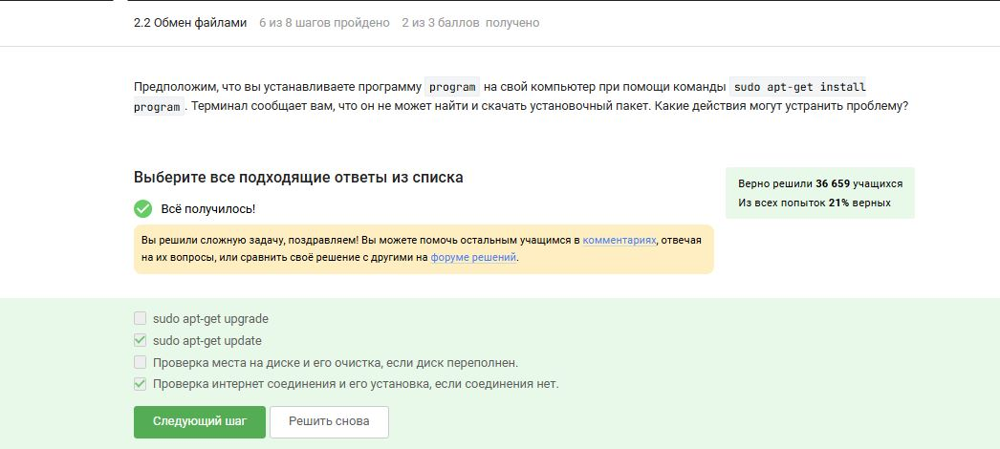 2.2 Обмен файлами 6 из 8 шагов пройдено 2 из 3 баллов получено
Предположим, что вы устанавливаете программу program на свой компьютер при помощи команды sudo apt-get install
program . Терминал сообщает вам, что он не может найти и скачать установочный пакет. Какие действия могут устранить проблему?
Выберите все подходящие ответы из списка
Верно решили 36 659 учащихся
Из всех попыток 21% верных
Всё получилось!
Вы решили сложную задачу, поздравляем! Вы можете помочь остальным учащимся в комментариях, отвечая
на их вопросы, или сравнить своё решение с другими на форуме решений.
sudo apt-get upgrade
sudo apt-get update
Проверка места на диске и его очистка, если диск переполнен.
Проверка интернет соединения и его установка, если соединения нет.
Следующий шаг Решить снова